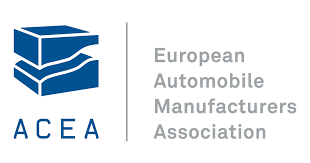 ACEA
European
Automobile
Manufacturers
Association